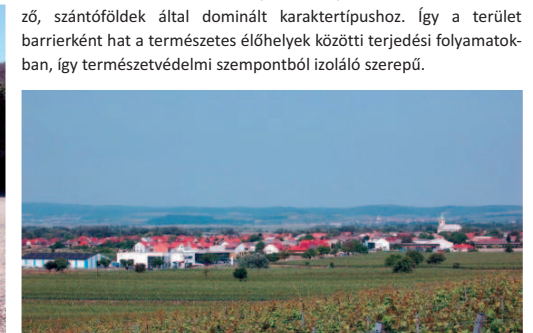 ző, szántóföldek által dominált karaktertípushoz. Így a terület
barrierként hat a természetes élőhelyek közötti terjedési folyamatok-
ban, így természetvédelmi szempontból izoláló szerepű.